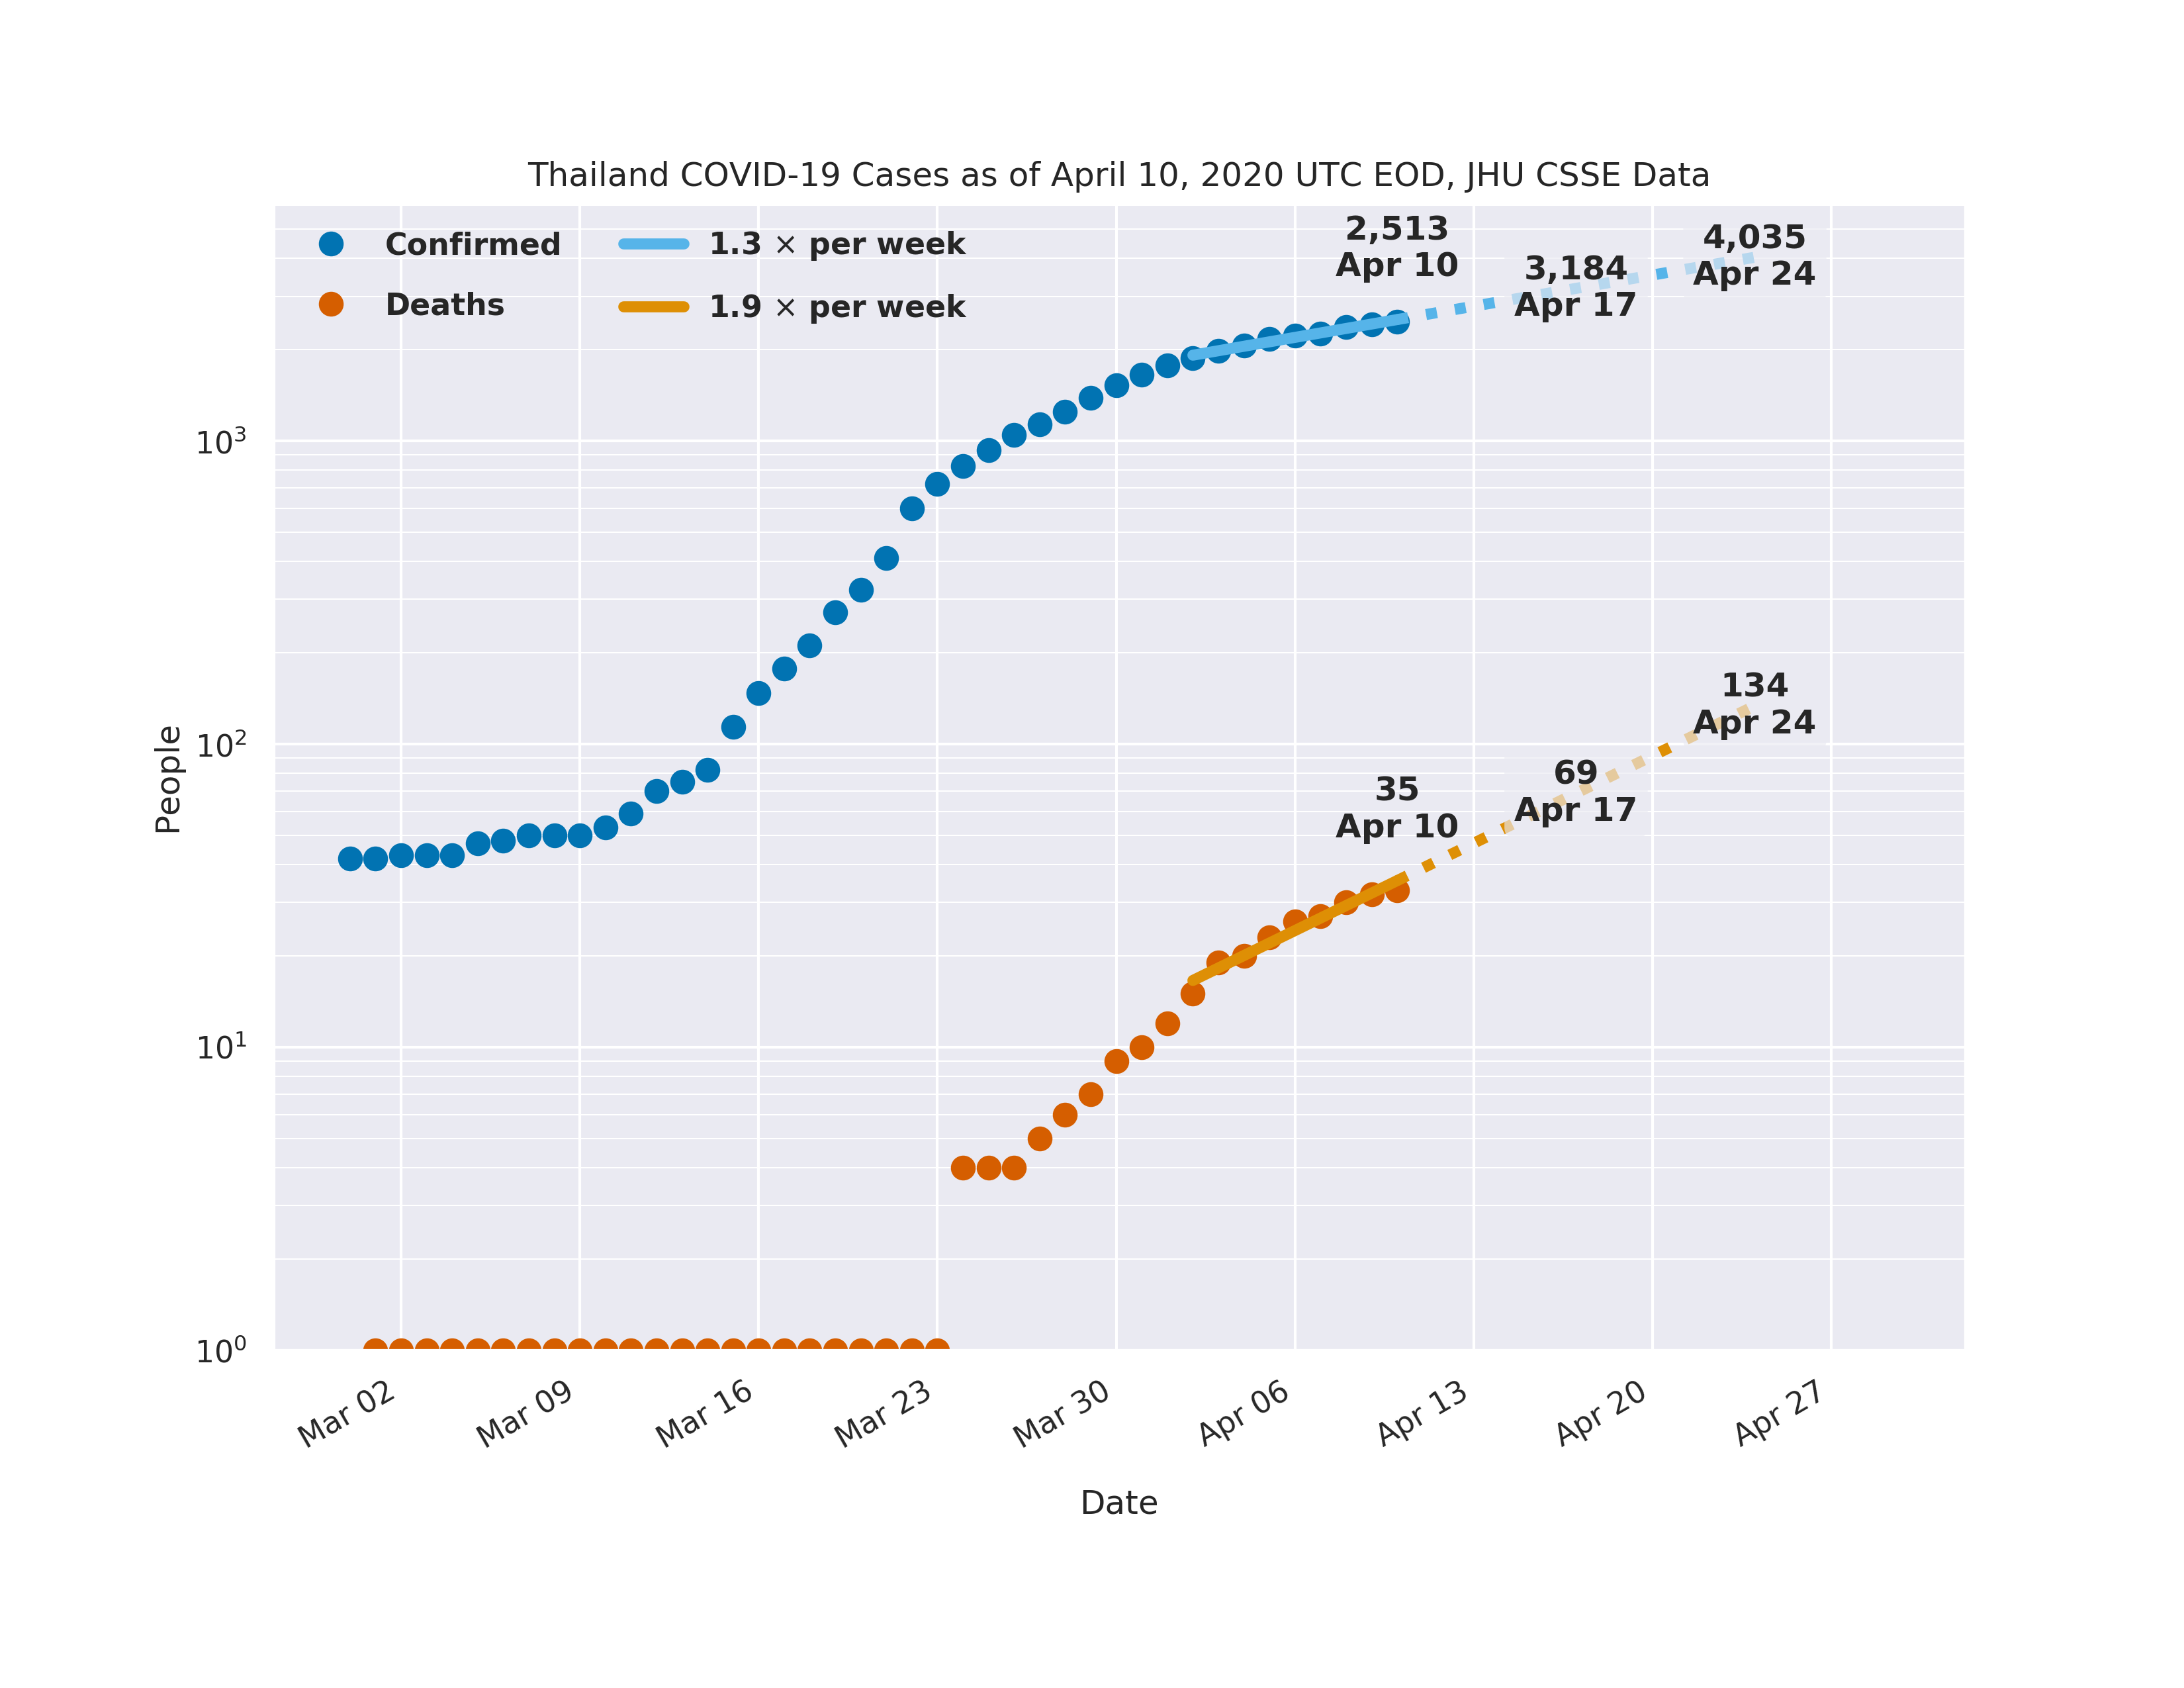 Thailand COVID-19 Cases as of April 10, 2020 UTC EOD, JHU CSSE Data
Confirmed
Deaths
1.3 × per week
1.9 × per week
2,513
Apr 10
3,184
Apr 17
4,035
Apr 24
134
Apr 24
69
Apr 17
35
Apr 10
People
10³
10²
10¹
10⁰
Mar 02
Mar 09
Mar 16
Mar 23
Mar 30
Apr 06
Apr 13
Apr 20
Apr 27
Date